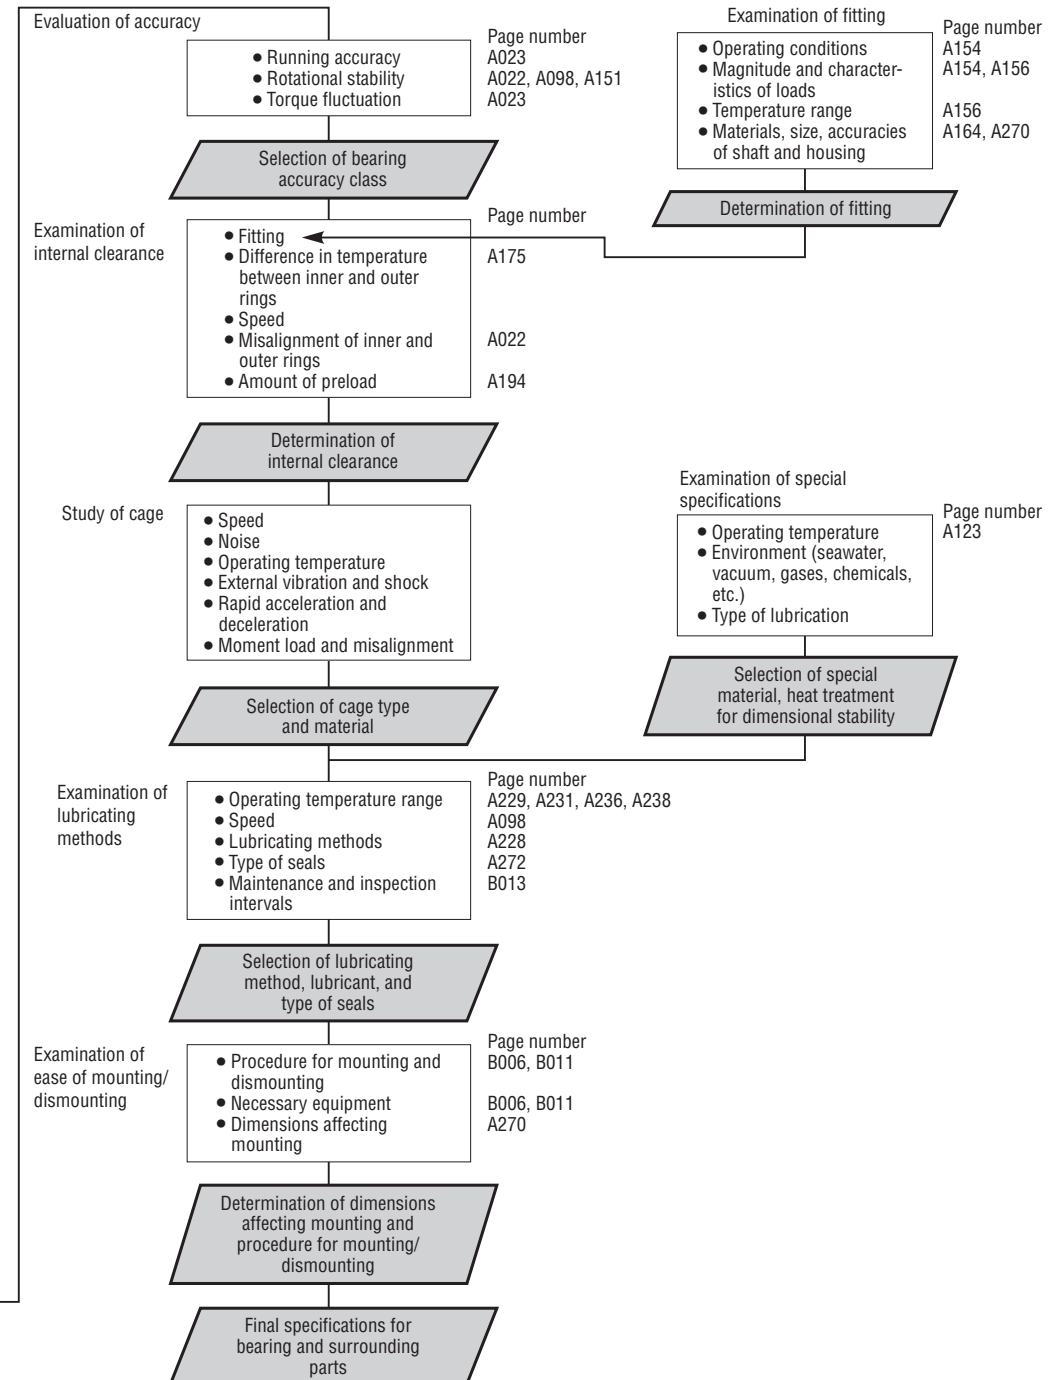 Evaluation of accuracy
Page number
● Running accuracy A023
● Rotational stability A022, A098, A151
● Torque fluctuation A023
Selection of bearing
accuracy class
Examination of fitting
Page number
● Operating conditions A154
● Magnitude and character- A154, A156
istics of loads
● Temperature range A156
● Materials, size, accuracies A164, A270
of shaft and housing
Determination of fitting
Examination of
internal clearance
Page number
● Fitting
● Difference in temperature A175
between inner and outer
rings
● Speed
● Misalignment of inner and A022
outer rings
● Amount of preload A194
Determination of
internal clearance
Study of cage
● Speed
● Noise
● Operating temperature
● External vibration and shock
● Rapid acceleration and
deceleration
● Moment load and misalignment
Selection of cage type
and material
Examination of special
specifications
Page number
● Operating temperature A123
● Environment (seawater,
vacuum, gases, chemicals,
etc.)
● Type of lubrication
Selection of special
material, heat treatment
for dimensional stability
Examination of
lubricating
methods
Page number
● Operating temperature range A229, A231, A236, A238
● Speed A098
● Lubricating methods A228
● Type of seals A272
● Maintenance and inspection B013
intervals
Selection of lubricating
method, lubricant, and
type of seals
Examination of
ease of mounting/
dismounting
Page number
● Procedure for mounting and B006, B011
dismounting
● Necessary equipment B006, B011
● Dimensions affecting A270
mounting
Determination of dimensions
affecting mounting and
procedure for mounting/
dismounting
Final specifications for
bearing and surrounding
parts